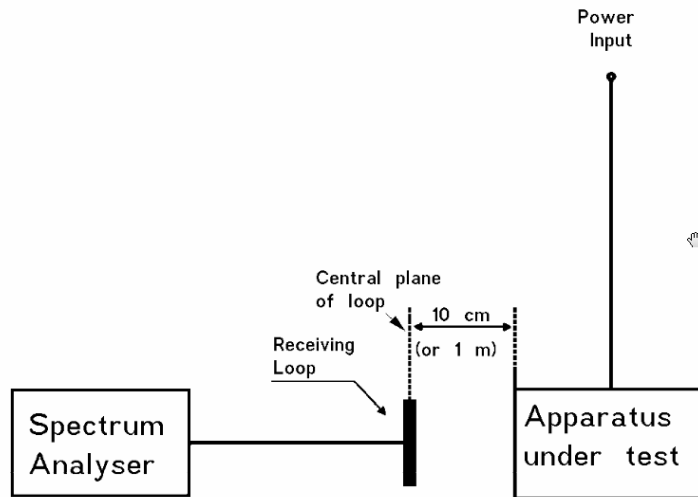 Power
Input
Central plane
of loop
10 cm
(or 1 m)
Receiving
Loop
Spectrum
Analyser
Apparatus
under test